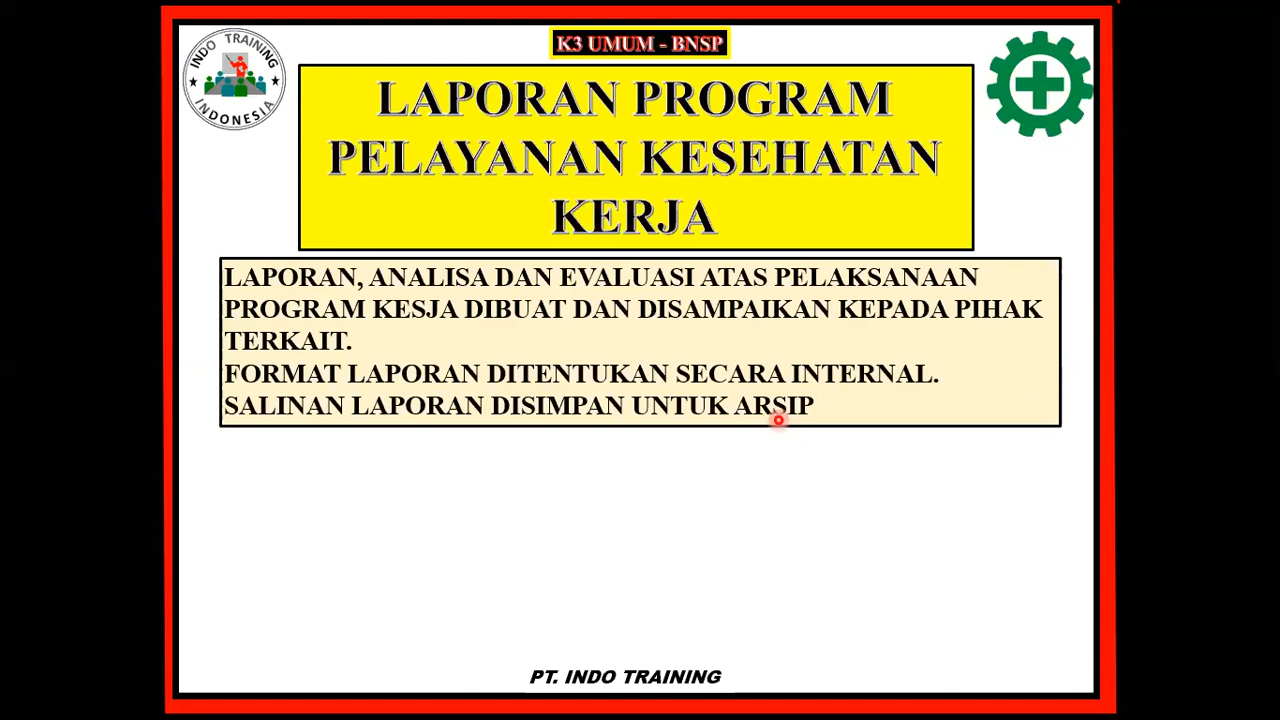 INDO TRAINING
INDONESIA
K3 UMUM - BNSP
LAPORAN PROGRAM
PELAYANAN KESEHATAN
KERJA
LAPORAN, ANALISA DAN EVALUASI ATAS PELAKSANAAN
PROGRAM KESJA DIBUAT DAN DISAMPAIKAN KEPADA PIHAK
TERKAIT.
FORMAT LAPORAN DITENTUKAN SECARA INTERNAL.
SALINAN LAPORAN DISIMPAN UNTUK ARSIP
PT. INDO TRAINING